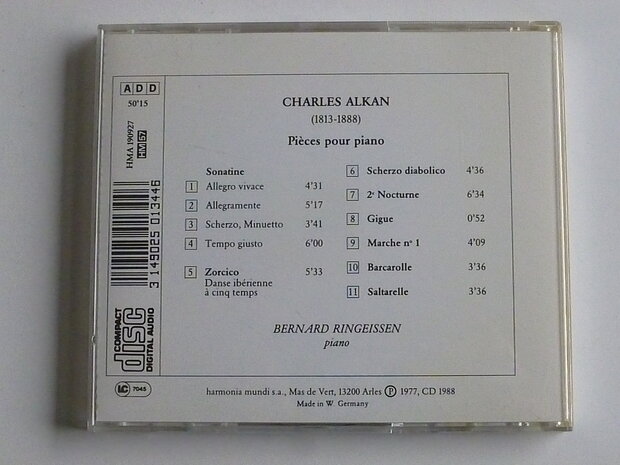 ADD
50'15
HMA 190927
HM 57
3 149025 013446
COMPACT
disc
DIGITAL AUDIO
LC 7045
CHARLES ALKAN
(1813-1888)
Pièces pour piano
Sonatine
1 Allegro vivace 4'31
2 Allegramente 5'17
3 Scherzo, Minuetto 3'41
4 Tempo giusto 6'00
5 Zorcico 5'33
Danse ibérienne
à cinq temps
6 Scherzo diabolico 4'36
7 2e Nocturne 6'34
8 Gigue 0'52
9 Marche nº 1 4'09
10 Barcarolle 3'36
11 Saltarelle 3'36
BERNARD RINGEISSEN
piano
harmonia mundi s.a., Mas de Vert, 13200 Arles Ⓟ 1977, CD 1988
Made in W. Germany